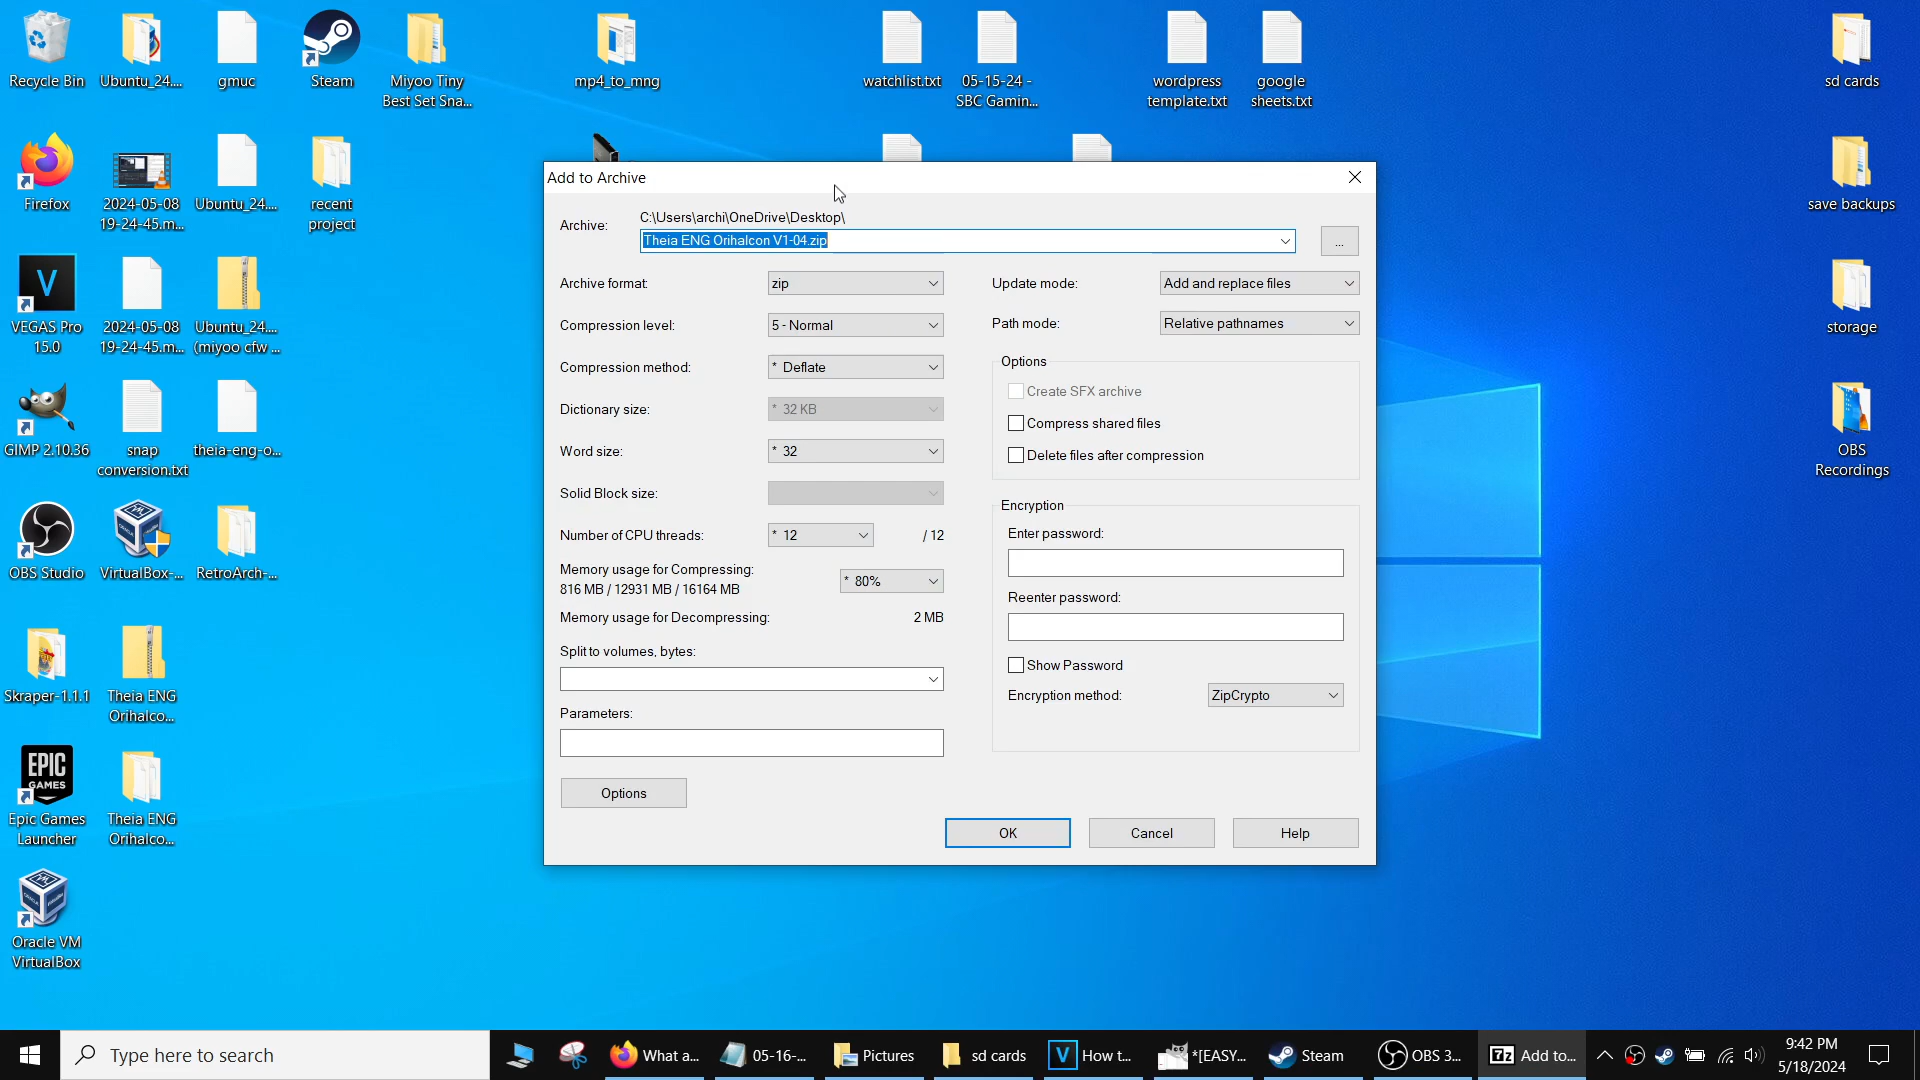 Recycle Bin
Ubuntu_24....
gmuc
Steam
Miyoo Tiny
Best Set Sna...
mp4_to_mng
watchlist.txt
05-15-24 -
SBC Gamin...
wordpress
template.txt
google
sheets.txt
sd cards
Firefox
2024-05-08
19-24-45.m...
Ubuntu_24....
recent
project
save backups
VEGAS Pro
15.0
2024-05-08
19-24-45.m...
Ubuntu_24....
(miyoo cfw ...
storage
GIMP 2.10.36
snap
conversion.txt
theia-eng-o...
OBS
Recordings
OBS Studio
VirtualBox-...
RetroArch-...
Skraper-1.1.1
Theia ENG
Orihalco...
EPIC
GAMES
Epic Games
Launcher
Theia ENG
Orihalco...
Oracle VM
VirtualBox
Add to Archive
Archive:
C:\Users\archi\OneDrive\Desktop\
Theia ENG Orihalcon V1-04.zip
...
Archive format:
zip
Compression level:
5 - Normal
Compression method:
* Deflate
Dictionary size:
* 32 KB
Word size:
* 32
Solid Block size:
Number of CPU threads:
* 12
/ 12
Memory usage for Compressing:
816 MB / 12931 MB / 16164 MB
* 80%
Memory usage for Decompressing:
2 MB
Split to volumes, bytes:
Parameters:
Options
Update mode:
Add and replace files
Path mode:
Relative pathnames
Options
Create SFX archive
Compress shared files
Delete files after compression
Encryption
Enter password:
Reenter password:
Show Password
Encryption method:
ZipCrypto
OK
Cancel
Help
Type here to search
What a...
05-16-...
Pictures
sd cards
V
How t...
*[EASY...
Steam
OBS 3...
7z
Add to...
9:42 PM
5/18/2024